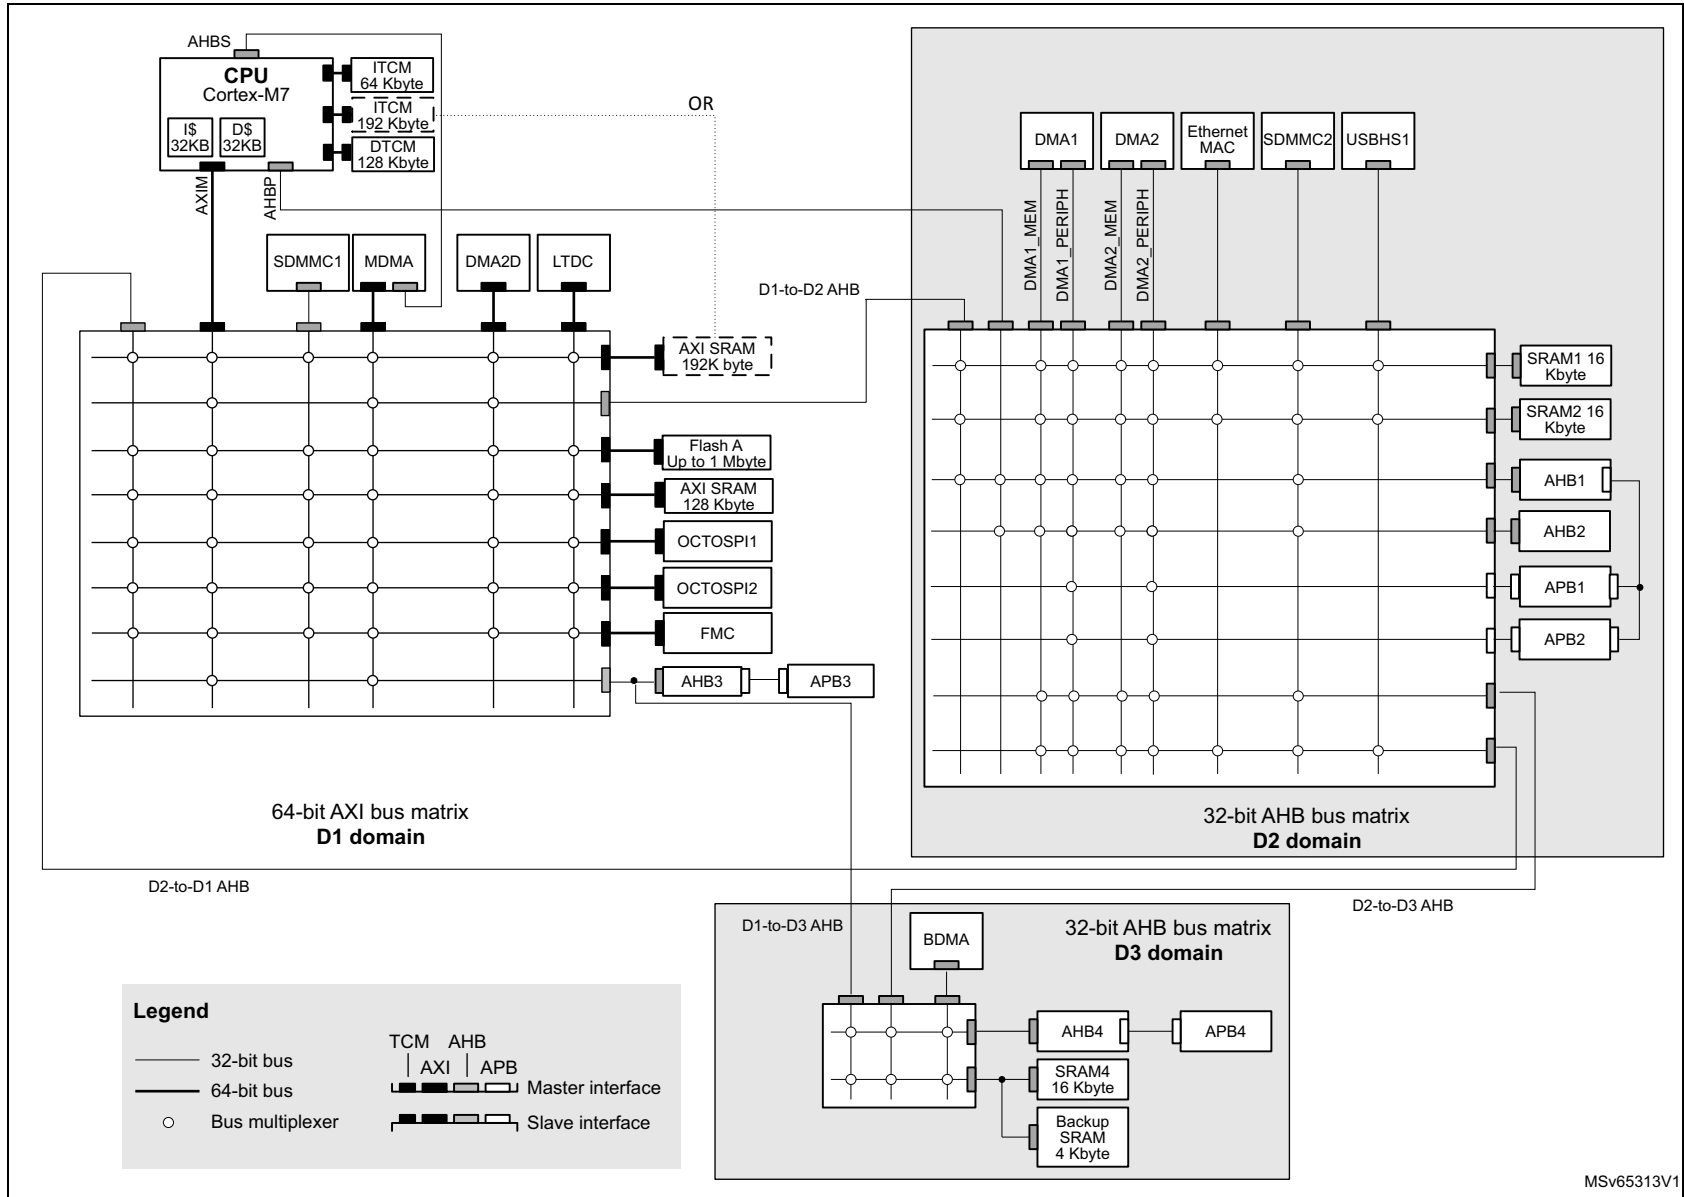 AHBS
CPU
Cortex-M7
I$
32KB
D$
32KB
ITCM
64 Kbyte
ITCM
192 Kbyte
DTCM
128 Kbyte
OR
AXIM
AHBP
SDMMC1
MDMA
DMA2D
LTDC
D1-to-D2 AHB
DMA1
DMA2
Ethernet
MAC
SDMMC2
USBHS1
DMA1_MEM
DMA1_PERIPH
DMA2_MEM
DMA2_PERIPH
AXI SRAM
192K byte
Flash A
Up to 1 Mbyte
AXI SRAM
128 Kbyte
OCTOSPI1
OCTOSPI2
FMC
AHB3
APB3
SRAM1 16
Kbyte
SRAM2 16
Kbyte
AHB1
AHB2
APB1
APB2
64-bit AXI bus matrix
D1 domain
32-bit AHB bus matrix
D2 domain
D2-to-D1 AHB
D2-to-D3 AHB
D1-to-D3 AHB
BDMA
32-bit AHB bus matrix
D3 domain
AHB4
APB4
SRAM4
16 Kbyte
Backup
SRAM
4 Kbyte
Legend
32-bit bus
64-bit bus
Bus multiplexer
TCM
AHB
AXI
APB
Master interface
Slave interface
MSv65313V1